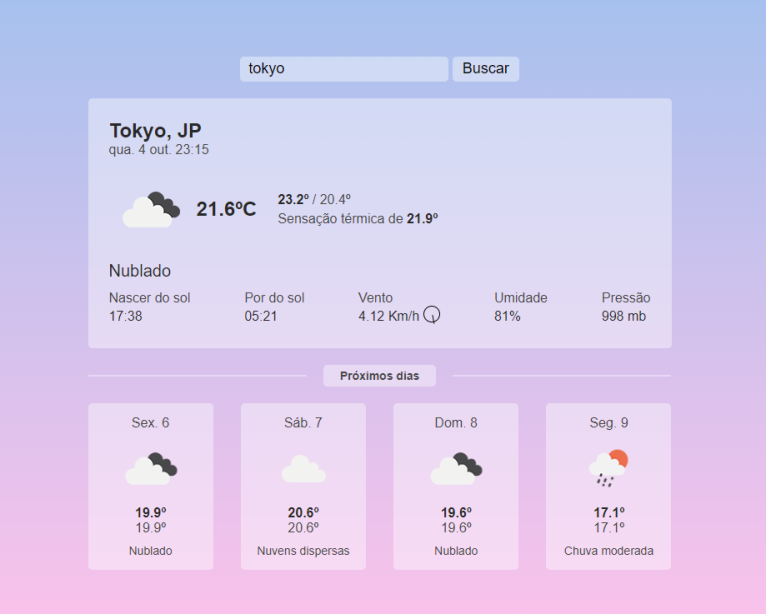 tokyo Buscar
Tokyo, JP
qua. 4 out. 23:15
21.6ºC
23.2º / 20.4º
Sensação térmica de 21.9º
Nublado
Nascer do sol Por do sol Vento Umidade Pressão
17:38 05:21 4.12 Km/h 81% 998 mb
Próximos dias
Sex. 6 Sáb. 7 Dom. 8 Seg. 9
19.9º 20.6º 19.6º 17.1º
19.9º 20.6º 19.6º 17.1º
Nublado Nuvens dispersas Nublado Chuva moderada